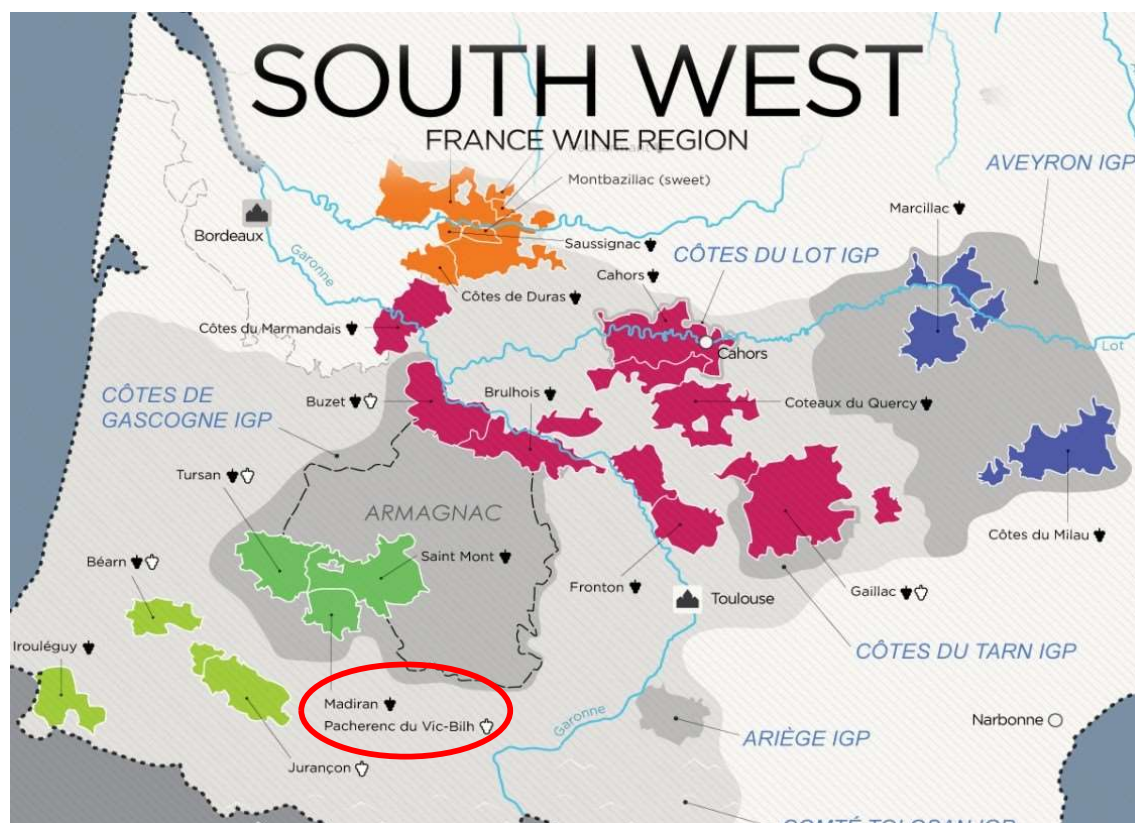 SOUTH WEST
FRANCE WINE REGION
Montbazillac (sweet)
AVEYRON IGP
Marcillac
Bordeaux
Saussignac
CÔTES DU LOT IGP
Garonne
Cahors
Côtes de Duras
Côtes du Marmandais
Cahors
Lot
CÔTES DE
GASCOGNE IGP
Buzet
Brulhois
Coteaux du Quercy
Tursan
ARMAGNAC
Béarn
Saint Mont
Côtes du Milau
Fronton
Toulouse
Gaillac
Irouléguy
CÔTES DU TARN IGP
Madiran
Pacherenc du Vic-Bilh
Garonne
Narbonne
ARIÈGE IGP
Jurançon
COMTÉ TOLOSAN IGP